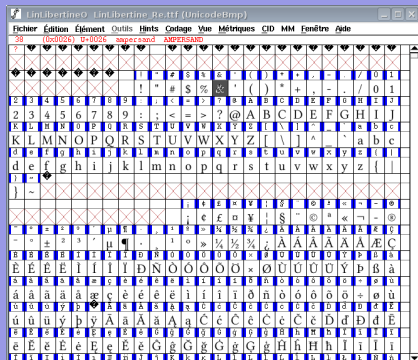 LinLibertineO LinLibertine_Re.ttf (UnicodeBmp)
Fichier Édition Élément Outils Hints Codage Vue Métriques CID MM Fenêtre Aide
38 (0x0026) U+0026 ampersand AMPERSAND
! " # $ % & ' ( ) * + , - . / 0 1
2 3 4 5 6 7 8 9 : ; < = > ? @ A B C D E F G H I J
K L M N O P Q R S T U V W X Y Z [ \ ] ^ _ ` a b c
d e f g h i j k l m n o p q r s t u v w x y z { |
} ~
¡ ¢ £ ¤ ¥ ¦ § ¨ © ª « ¬ - ®
¯ ° ± ² ³ ´ µ ¶ · ¸ ¹ º » ¼ ½ ¾ ¿ À Á Â Ã Ä Å Æ Ç
È É Ê Ë Ì Í Î Ï Ð Ñ Ò Ó Ô Õ Ö × Ø Ù Ú Û Ü Ý Þ ß à
á â ã ä å æ ç è é ê ë ì í î ï ð ñ ò ó ô õ ö ÷ ø ù
ú û ü ý þ ÿ Ā ā Ă ă Ą ą Ć ć Ĉ ĉ Ċ ċ Č č Ď ď Đ đ Ē
ē Ĕ ĕ Ė ė Ę ę Ě ě Ĝ ĝ Ğ ğ Ġ ġ Ģ ģ Ĥ ĥ Ħ ħ Ĩ ĩ Ī ī